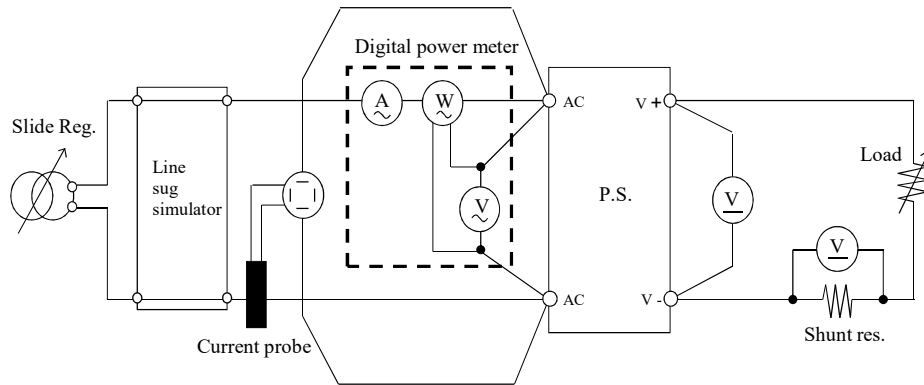 Digital power meter
A
W
AC
V +
Slide Reg.
Line
sug
simulator
Load
P.S.
V
V
V
AC
V -
Current probe
Shunt res.